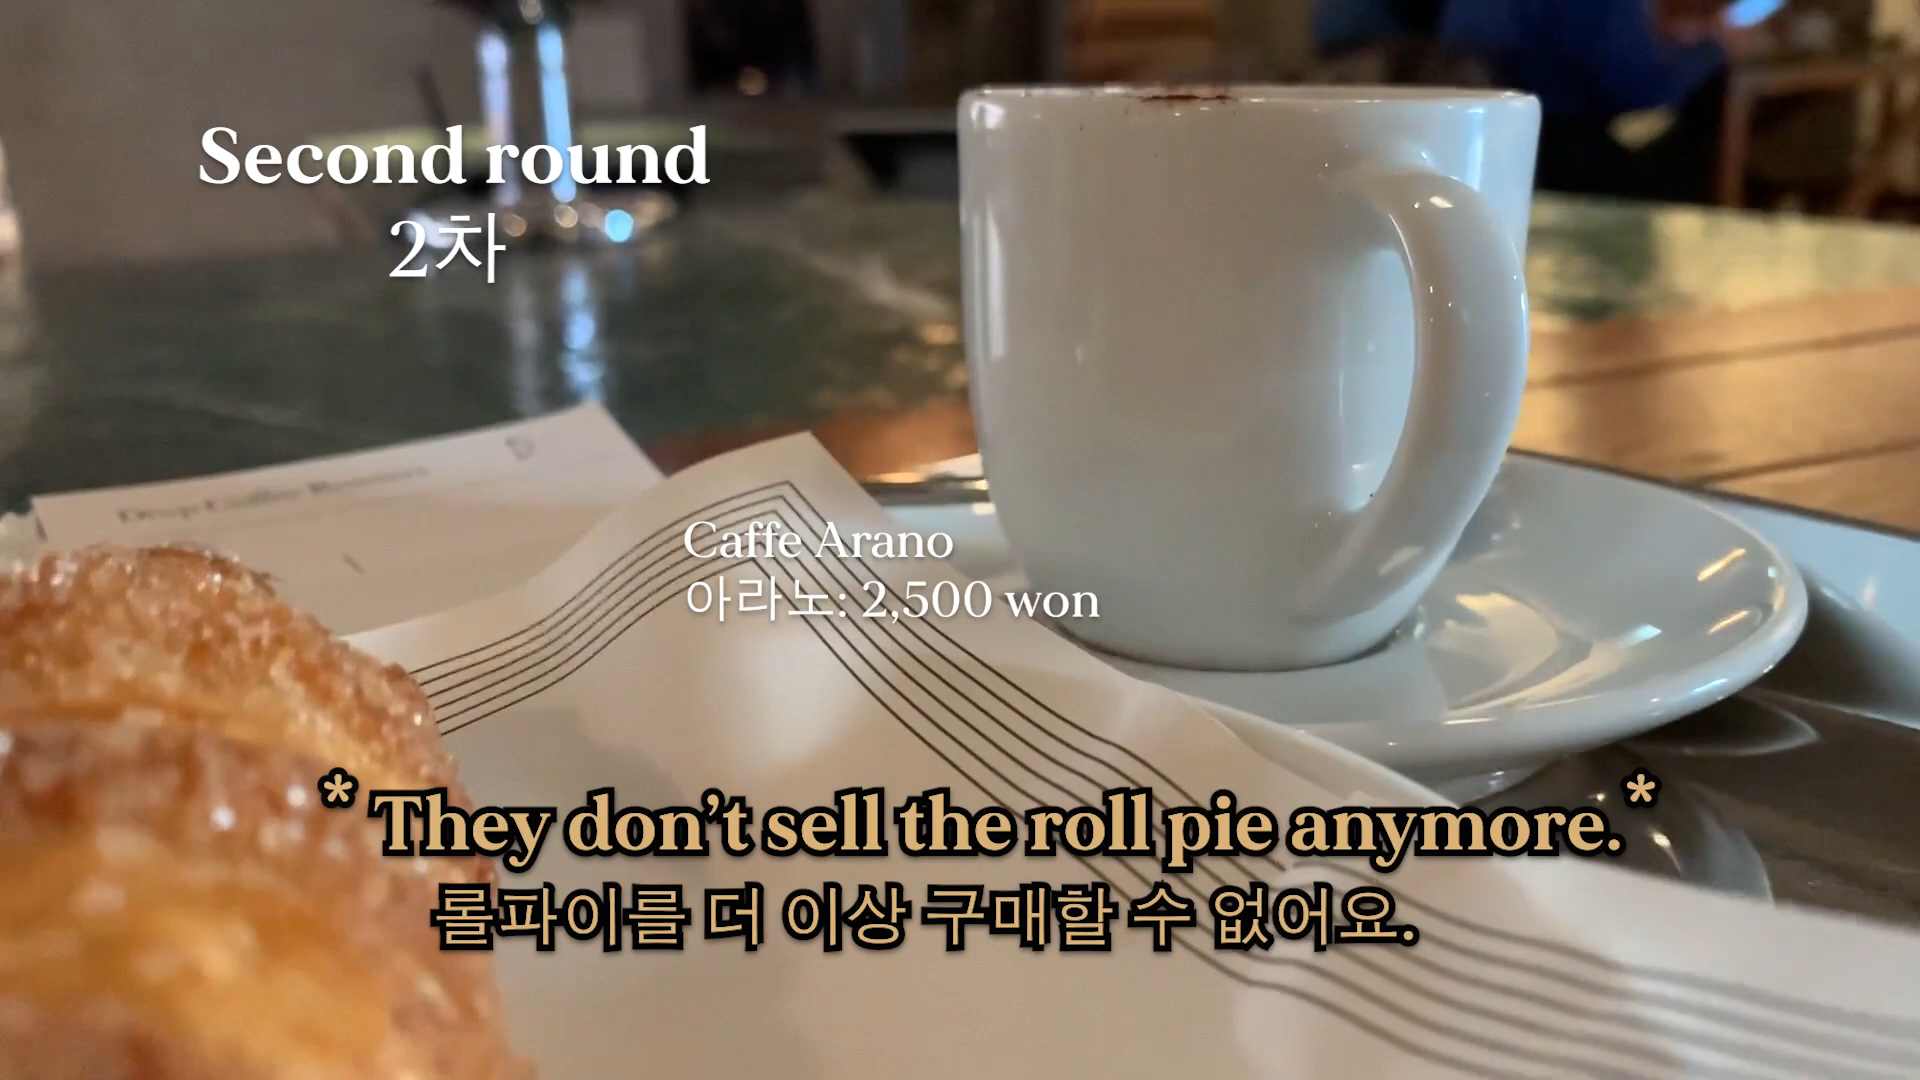 Second round
2차
Caffe Arano
아라노: 2,500 won
* They don’t sell the roll pie anymore.*
롤파이를 더 이상 구매할 수 없어요.